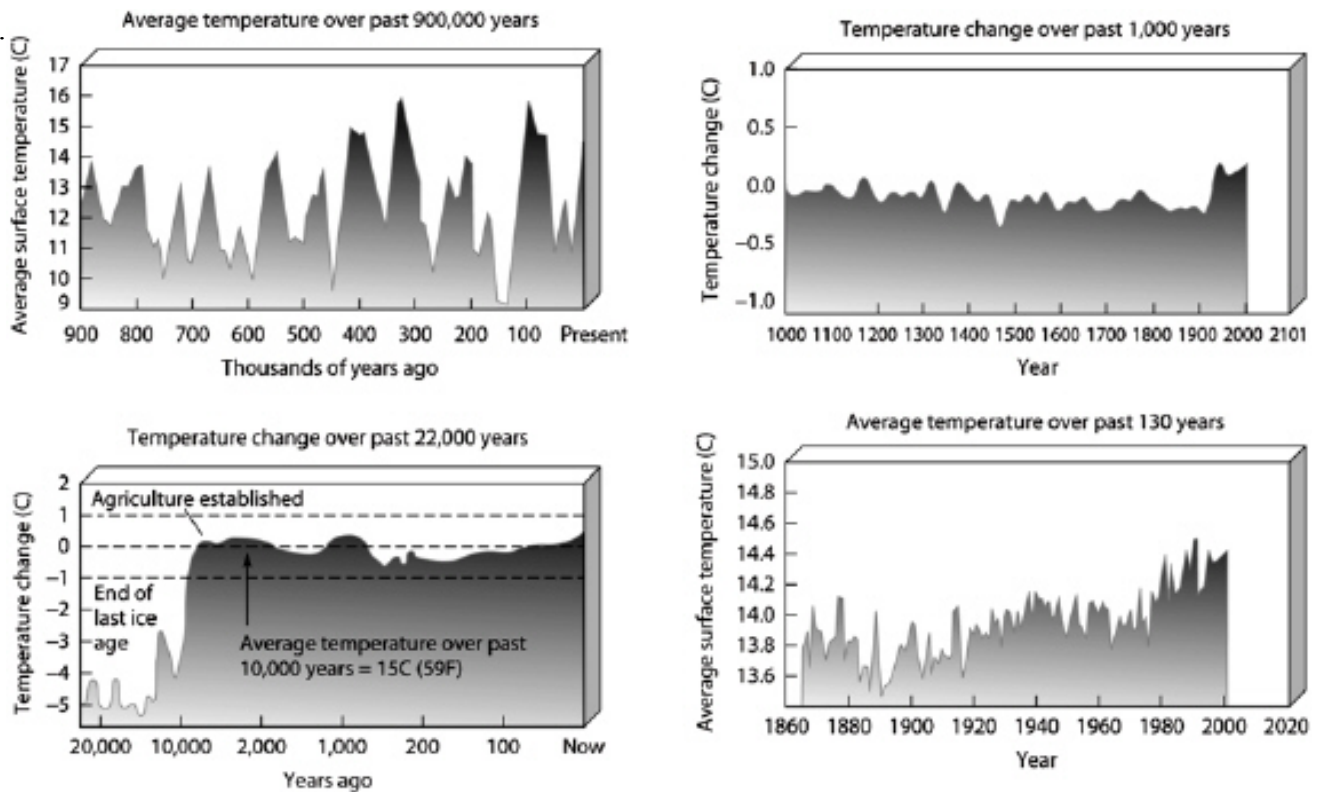 Average temperature over past 900,000 years
Average surface temperature (C)
17
16
15
14
13
12
11
10
9
900 800 700 600 500 400 300 200 100 Present
Thousands of years ago
Temperature change over past 1,000 years
Temperature change (C)
1.0
0.5
0.0
−0.5
−1.0
1000 1100 1200 1300 1400 1500 1600 1700 1800 1900 2000 2101
Year
Temperature change over past 22,000 years
Temperature change (C)
2
1
0
−1
−2
−3
−4
−5
Agriculture established
End of
last ice
age
Average temperature over past
10,000 years = 15C (59F)
20,000 10,000 2,000 1,000 200 100 Now
Years ago
Average temperature over past 130 years
Average surface temperature (C)
15.0
14.8
14.6
14.4
14.2
14.0
13.8
13.6
1860 1880 1900 1920 1940 1960 1980 2000 2020
Year